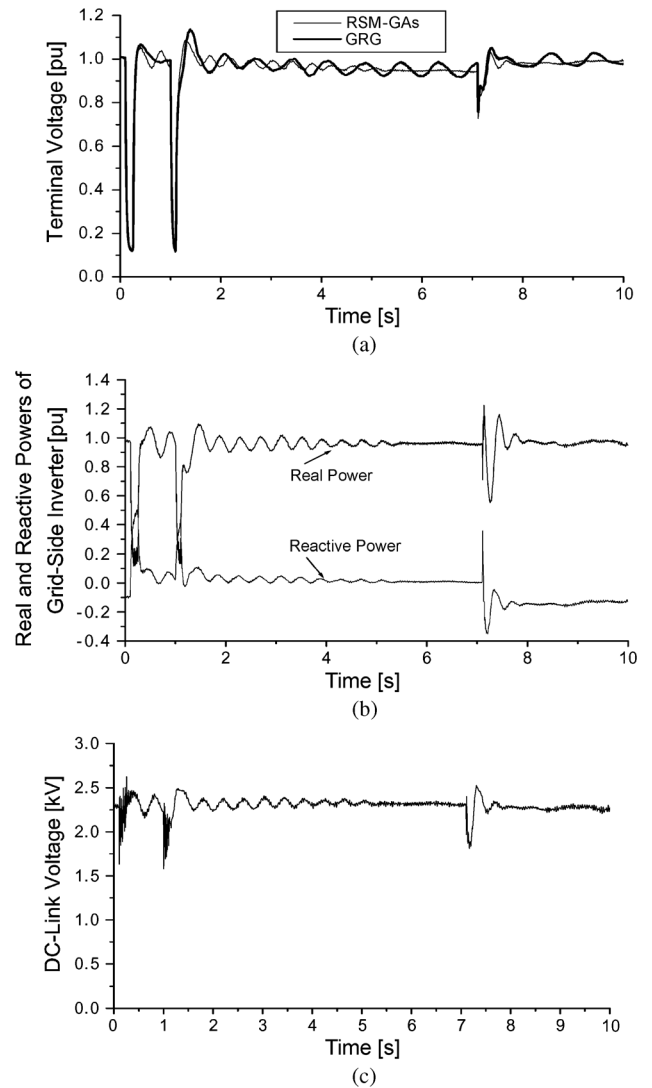 RSM-GAs
GRG
Terminal Voltage [pu]
1.2
1.0
0.8
0.6
0.4
0.2
0.0
0 2 4 6 8 10
Time [s]
(a)
Real and Reactive Powers of
Grid-Side Inverter [pu]
1.4
1.2
1.0
0.8
0.6
0.4
0.2
0.0
-0.2
-0.4
Real Power
Reactive Power
0 2 4 6 8 10
Time [s]
(b)
DC-Link Voltage [kV]
3.0
2.5
2.0
1.5
1.0
0.5
0.0
0 1 2 3 4 5 6 7 8 9 10
Time [s]
(c)